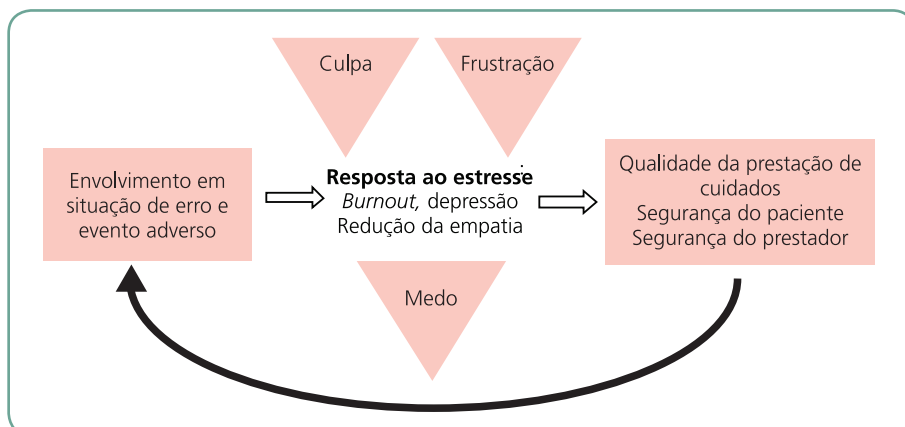 Culpa
Frustração
Envolvimento em
situação de erro e
evento adverso
Resposta ao estresse
Burnout, depressão
Redução da empatia
Qualidade da prestação de
cuidados
Segurança do paciente
Segurança do prestador
Medo